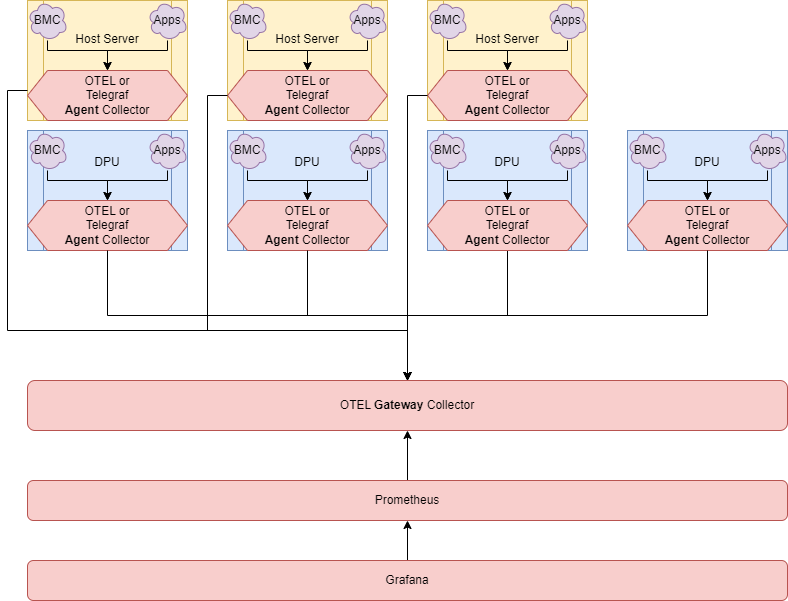 BMC Apps BMC Apps BMC Apps
Host Server Host Server Host Server
OTEL or OTEL or OTEL or
Telegraf Telegraf Telegraf
Agent Collector Agent Collector Agent Collector
BMC Apps BMC Apps BMC Apps BMC Apps
DPU DPU DPU DPU
OTEL or OTEL or OTEL or OTEL or
Telegraf Telegraf Telegraf Telegraf
Agent Collector Agent Collector Agent Collector Agent Collector
OTEL Gateway Collector
Prometheus
Grafana